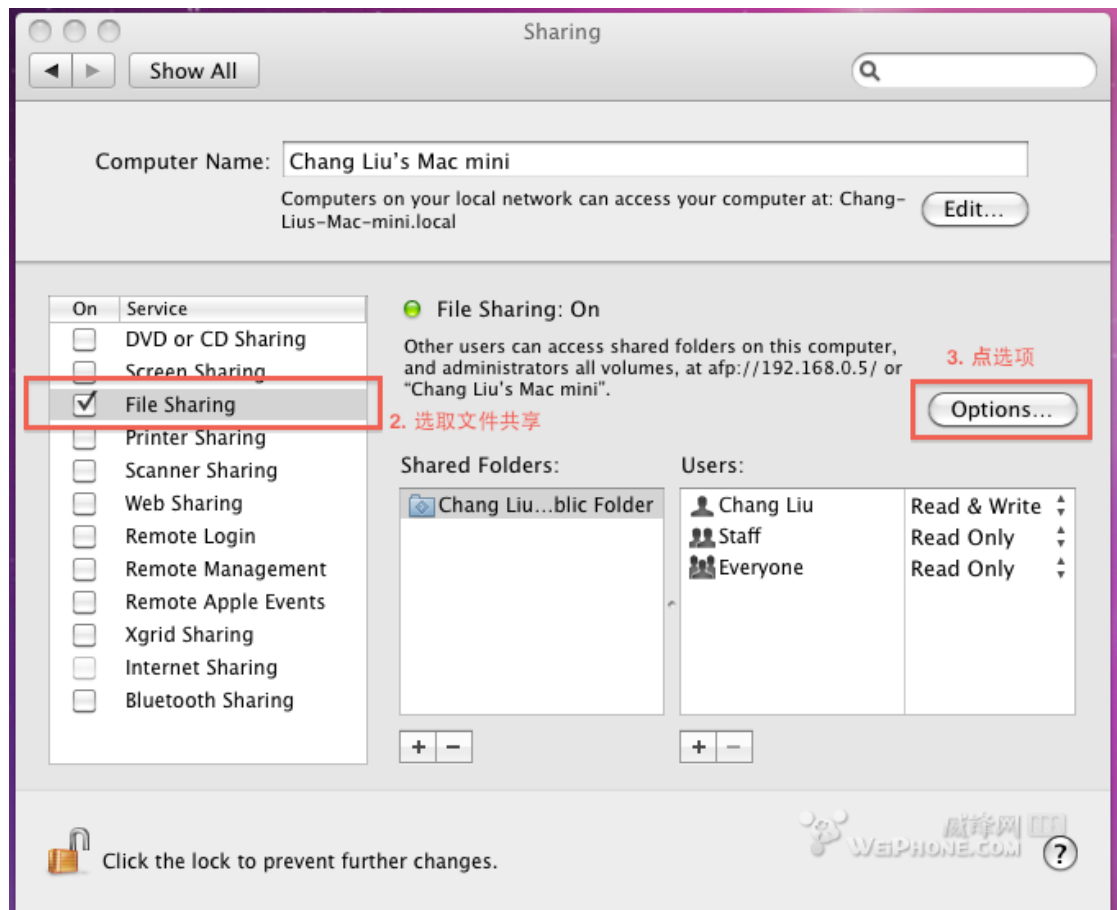 Sharing
Show All
Computer Name: Chang Liu's Mac mini
Computers on your local network can access your computer at: Chang-
Lius-Mac-mini.local
Edit...
On Service
DVD or CD Sharing
Screen Sharing
File Sharing
Printer Sharing
Scanner Sharing
Web Sharing
Remote Login
Remote Management
Remote Apple Events
Xgrid Sharing
Internet Sharing
Bluetooth Sharing
File Sharing: On
Other users can access shared folders on this computer,
and administrators all volumes, at afp://192.168.0.5/ or
“Chang Liu's Mac mini”.
3. 点选项
Options...
2. 选取文件共享
Shared Folders:
Chang Liu...blic Folder
Users:
Chang Liu Read & Write
Staff Read Only
Everyone Read Only
Click the lock to prevent further changes.
威锋网
WEIPHONE.COM
?